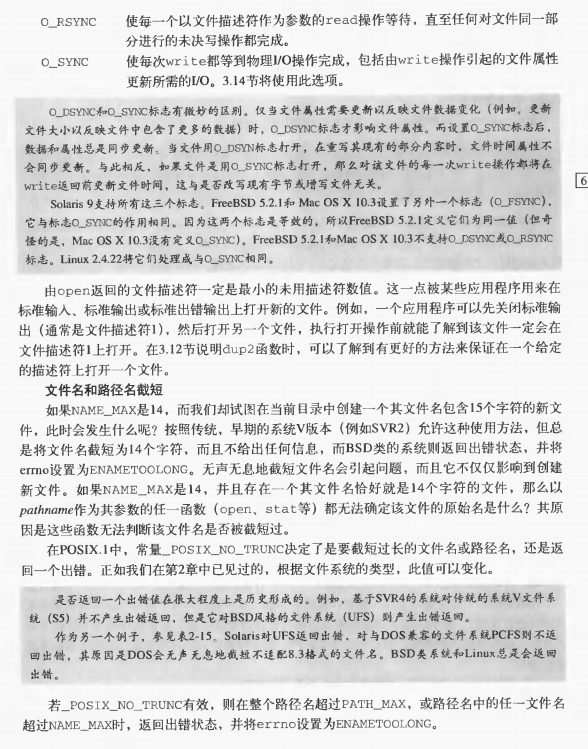 O_RSYNC 使每一个以文件描述符作为参数的read操作等待，直至任何对文件同一部
分进行的未决写操作都完成。
O_SYNC 使每次write都等到物理I/O操作完成，包括由write操作引起的文件属性
更新所需的I/O。3.14节将使用此选项。
O_DSYNC和O_SYNC标志有微妙的区别。仅当文件属性需要更新以反映文件数据变化（例如，更新
文件大小以反映文件中包含了更多的数据）时，O_DSYNC标志才影响文件属性。而设置O_SYNC标志后，
数据和属性总是同步更新。当文件用O_DSYN标志打开，在重写其现有的部分内容时，文件时间属性不
会同步更新。与此相反，如果文件是用O_SYNC标志打开，那么对该文件的每一次write操作都将在
write返回前更新文件时间，这与是否改写现有字节或增写文件无关。
6
Solaris 9支持所有这三个标志。FreeBSD 5.2.1和 Mac OS X 10.3设置了另外一个标志（O_FSYNC），
它与标志O_SYNC的作用相同。因为这两个标志是等效的，所以FreeBSD 5.2.1定义它们为同一值（但奇
怪的是，Mac OS X 10.3没有定义O_SYNC）。FreeBSD 5.2.1和Mac OS X 10.3不支持O_DSYNC或O_RSYNC
标志。Linux 2.4.22将它们处理成与O_SYNC相同。
由open返回的文件描述符一定是最小的未用描述符数值。这一点被某些应用程序用来在
标准输入、标准输出或标准出错输出上打开新的文件。例如，一个应用程序可以先关闭标准输
出（通常是文件描述符1），然后打开另一个文件，执行打开操作前就能了解到该文件一定会在
文件描述符1上打开。在3.12节说明dup2函数时，可以了解到有更好的方法来保证在一个给定
的描述符上打开一个文件。
文件名和路径名截短
如果NAME_MAX是14，而我们却试图在当前目录中创建一个其文件名包含15个字符的新文
件，此时会发生什么呢？按照传统，早期的系统V版本（例如SVR2）允许这种使用方法，但总
是将文件名截短为14个字符，而且不给出任何信息，而BSD类的系统则返回出错状态，并将
errno设置为ENAMETOOLONG。无声无息地截短文件名会引起问题，而且它不仅仅影响到创建
新文件。如果NAME_MAX是14，并且存在一个其文件名恰好就是14个字符的文件，那么以
pathname作为其参数的任一函数（open、stat等）都无法确定该文件的原始名是什么？其原
因是这些函数无法判断该文件名是否被截短过。
在POSIX.1中，常量_POSIX_NO_TRUNC决定了是要截短过长的文件名或路径名，还是返
回一个出错。正如我们在第2章中已见过的，根据文件系统的类型，此值可以变化。
是否返回一个出错值在很大程度上是历史形成的。例如，基于SVR4的系统对传统的系统V文件系
统（S5）并不产生出错返回，但是它对BSD风格的文件系统（UFS）则产生出错返回。
作为另一个例子，参见表2-15。Solaris对UFS返回出错，对与DOS兼容的文件系统PCFS则不返
回出错，其原因是DOS会无声无息地截短不适配8.3格式的文件名。BSD类系统和Linux总是会返回
出错。
若_POSIX_NO_TRUNC有效，则在整个路径名超过PATH_MAX，或路径名中的任一文件名
超过NAME_MAX时，返回出错状态，并将errno设置为ENAMETOOLONG。